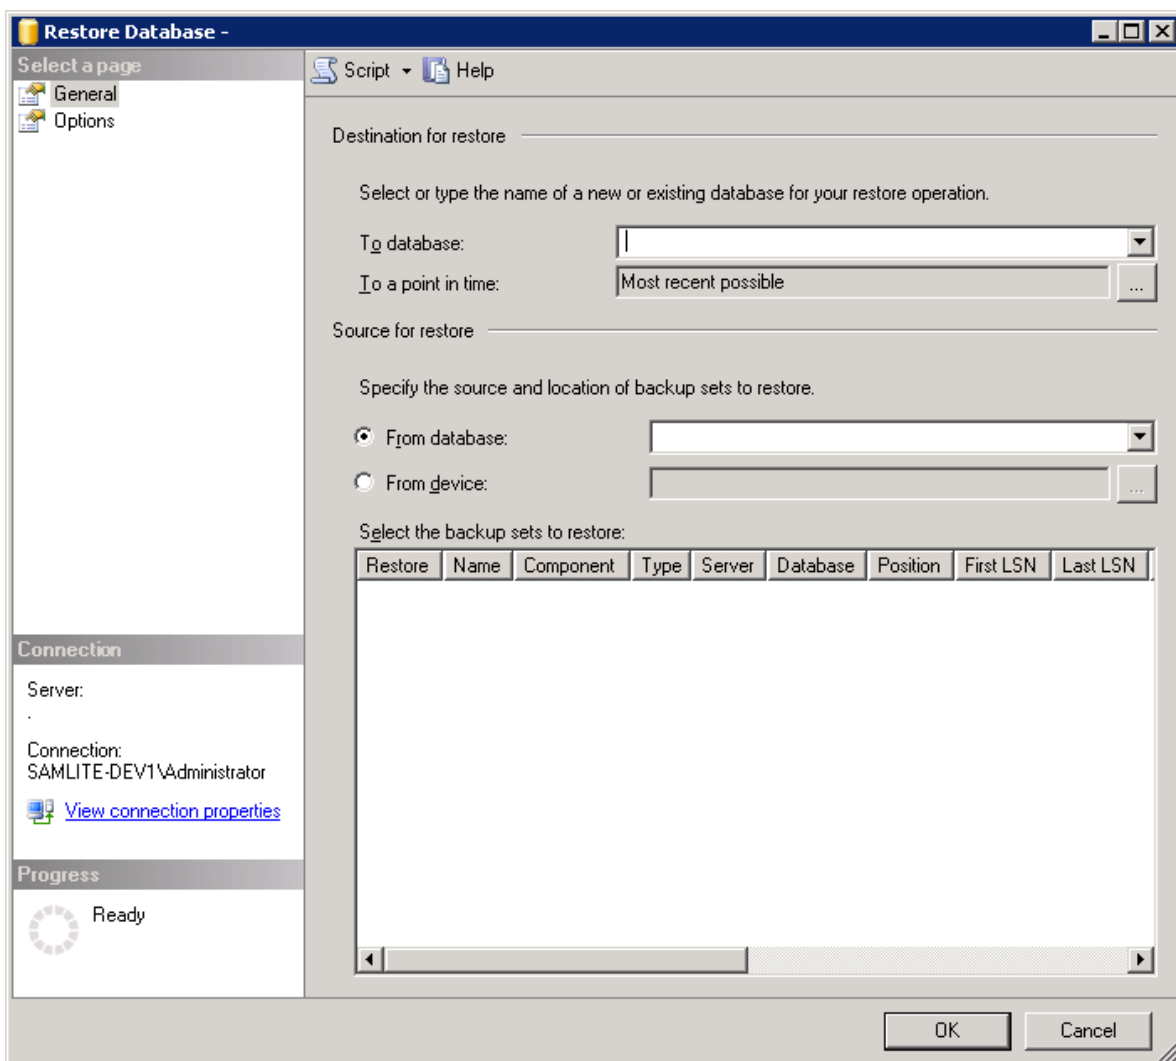 Restore Database -
Select a page
General
Options
Script Help
Destination for restore
Select or type the name of a new or existing database for your restore operation.
To database:
To a point in time: Most recent possible ...
Source for restore
Specify the source and location of backup sets to restore.
From database:
From device: ...
Select the backup sets to restore:
Restore Name Component Type Server Database Position First LSN Last LSN
Connection
Server:
.
Connection:
SAMLITE-DEV1\Administrator
View connection properties
Progress
Ready
OK Cancel